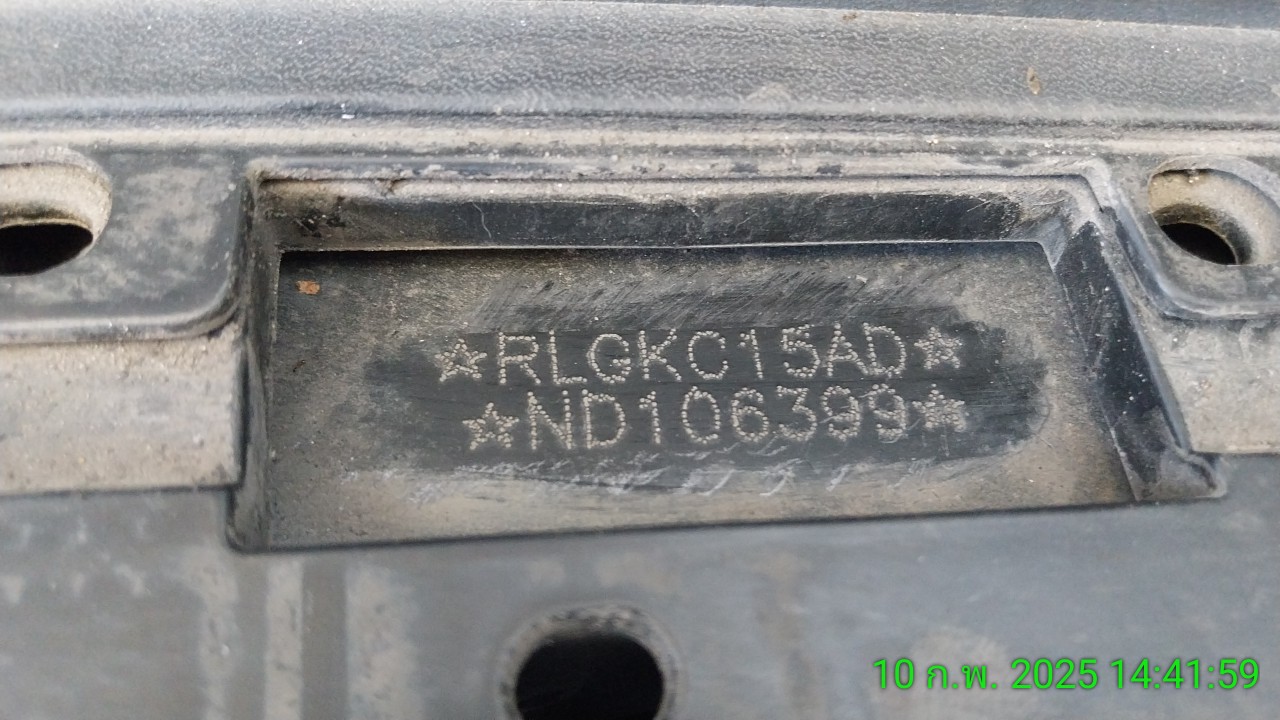 ☆RLGKC15AD☆
☆ND106399☆
10 ก.พ. 2025 14:41:59